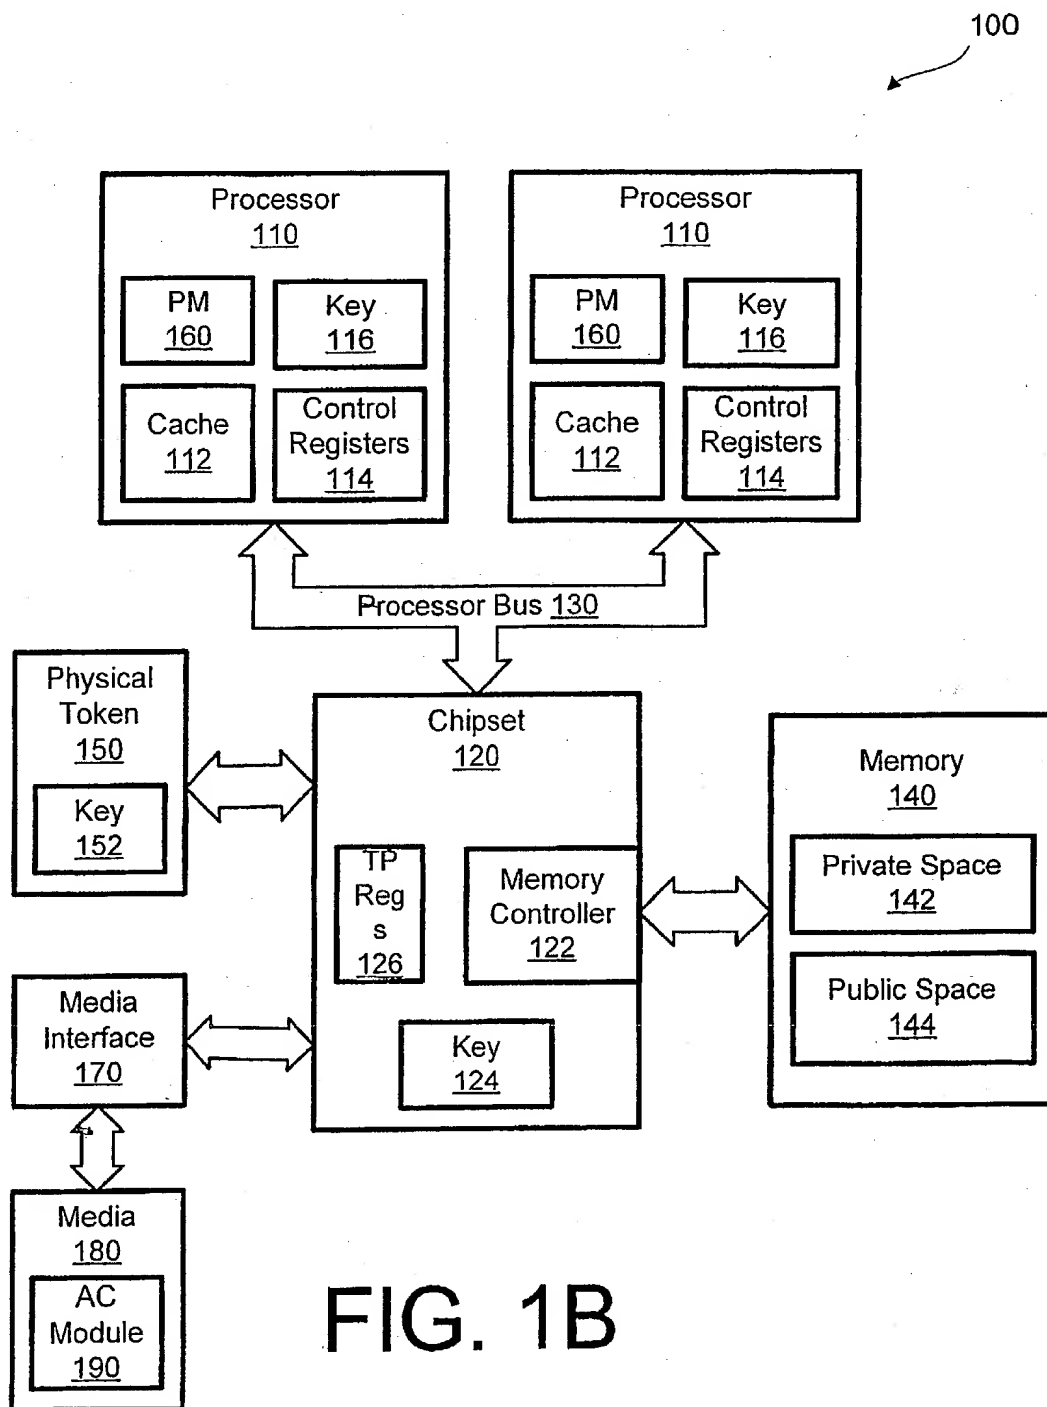 100
Processor
110
PM
160
Key
116
Cache
112
Control
Registers
114
Processor
110
PM
160
Key
116
Cache
112
Control
Registers
114
Processor Bus 130
Physical
Token
150
Key
152
Chipset
120
TP
Reg
s
126
Memory
Controller
122
Key
124
Memory
140
Private Space
142
Public Space
144
Media
Interface
170
Media
180
AC
Module
190
FIG. 1B